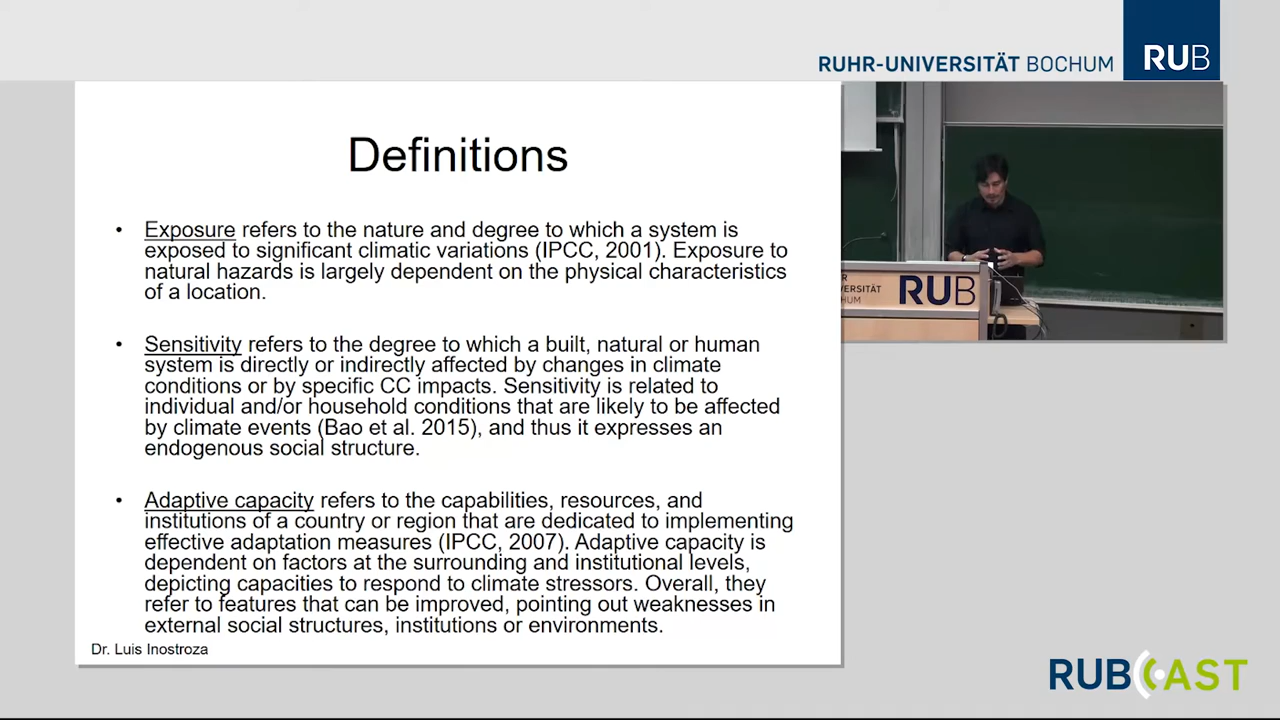 RUHR-UNIVERSITÄT BOCHUM
RUB
Definitions
• Exposure refers to the nature and degree to which a system is
exposed to significant climatic variations (IPCC, 2001). Exposure to
natural hazards is largely dependent on the physical characteristics
of a location.
• Sensitivity refers to the degree to which a built, natural or human
system is directly or indirectly affected by changes in climate
conditions or by specific CC impacts. Sensitivity is related to
individual and/or household conditions that are likely to be affected
by climate events (Bao et al. 2015), and thus it expresses an
endogenous social structure.
• Adaptive capacity refers to the capabilities, resources, and
institutions of a country or region that are dedicated to implementing
effective adaptation measures (IPCC, 2007). Adaptive capacity is
dependent on factors at the surrounding and institutional levels,
depicting capacities to respond to climate stressors. Overall, they
refer to features that can be improved, pointing out weaknesses in
external social structures, institutions or environments.
Dr. Luis Inostroza
RUB
RUBCAST